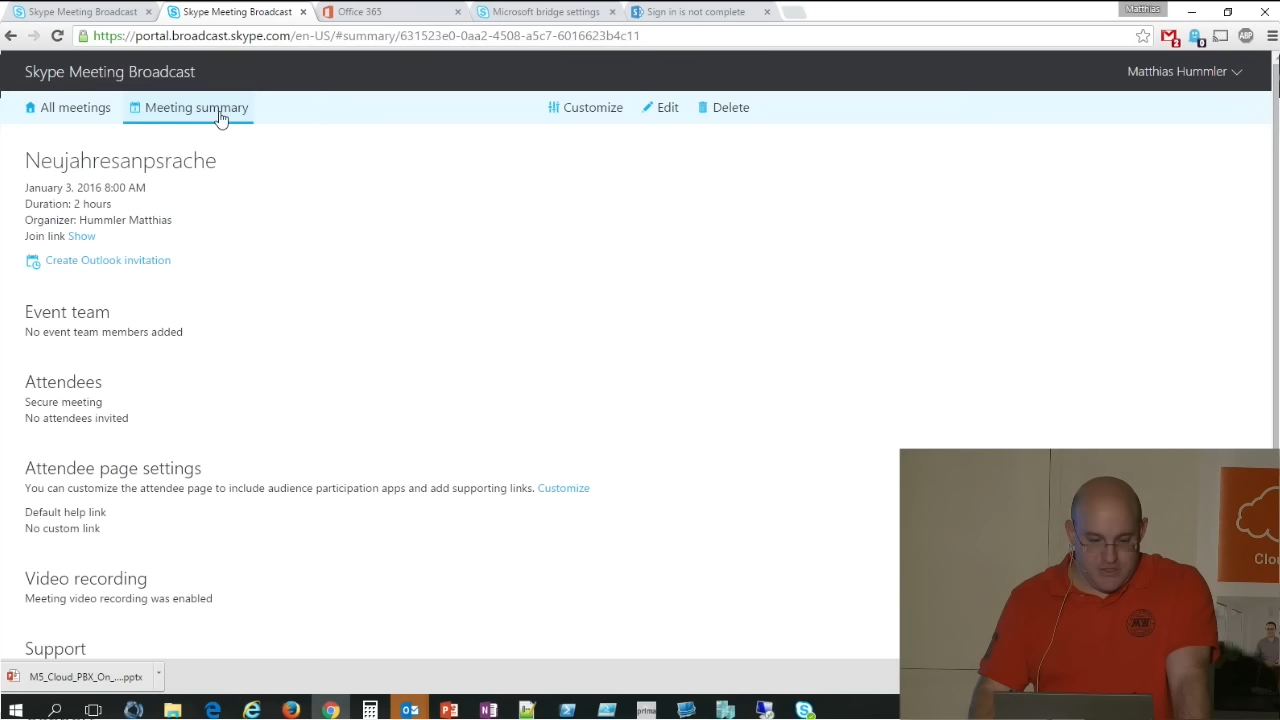 Skype Meeting Broadcast
Skype Meeting Broadcast
Office 365
Microsoft bridge settings
Sign in is not complete
Matthias
https://portal.broadcast.skype.com/en-US/#summary/631523e0-0aa2-4508-a5c7-6016623b4c11
2
0
ABP
Skype Meeting Broadcast
Matthias Hummler
All meetings
Meeting summary
Customize
Edit
Delete
Neujahresanpsrache
January 3, 2016 8:00 AM
Duration: 2 hours
Organizer: Hummler Matthias
Join link Show
Create Outlook invitation
Event team
No event team members added
Attendees
Secure meeting
No attendees invited
Attendee page settings
You can customize the attendee page to include audience participation apps and add supporting links. Customize
Default help link
No custom link
Video recording
Meeting video recording was enabled
Support
Clo
M5_Cloud_PBX_On_....pptx
prima